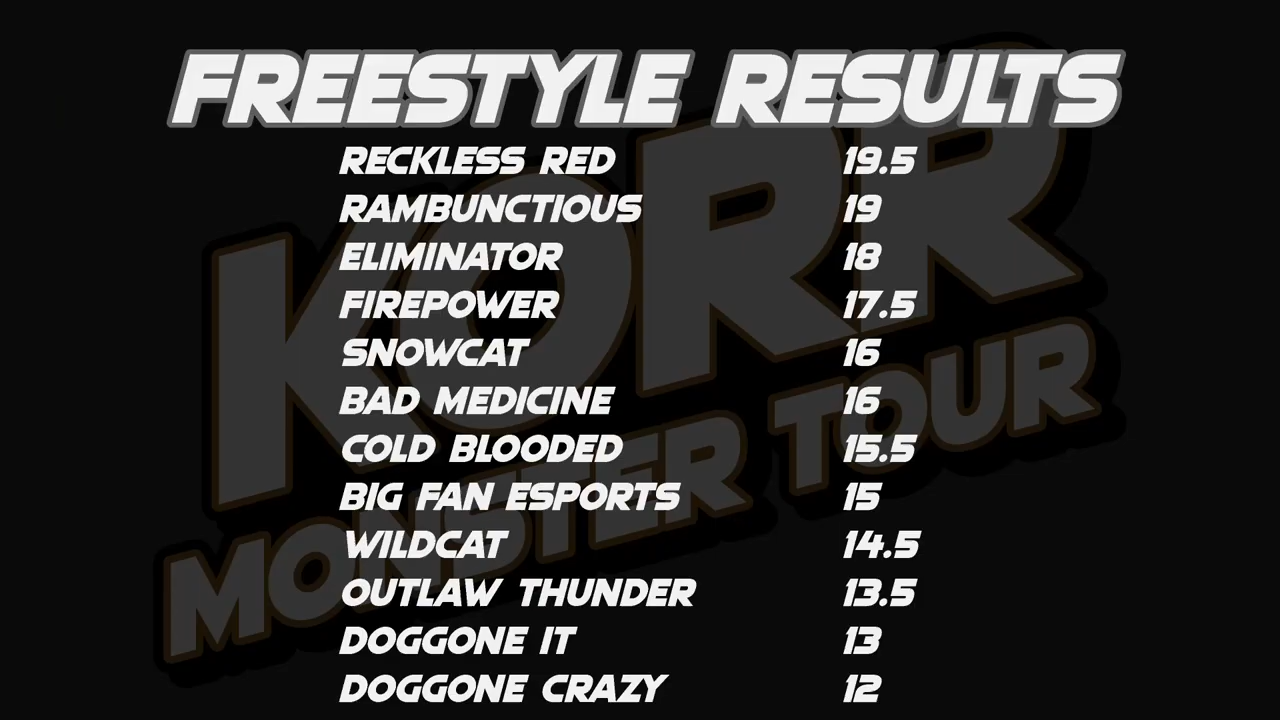 FREESTYLE RESULTS
RECKLESS RED 19.5
RAMBUNCTIOUS 19
ELIMINATOR 18
FIREPOWER 17.5
SNOWCAT 16
BAD MEDICINE 16
COLD BLOODED 15.5
BIG FAN ESPORTS 15
WILDCAT 14.5
OUTLAW THUNDER 13.5
DOGGONE IT 13
DOGGONE CRAZY 12
KORR
MONSTER TOUR